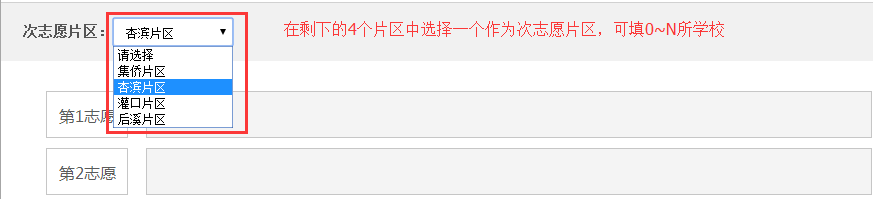 次志愿片区：
杏滨片区
在剩下的4个片区中选择一个作为次志愿片区，可填0~N所学校
请选择
集侨片区
杏滨片区
灌口片区
后溪片区
第1志愿
第2志愿